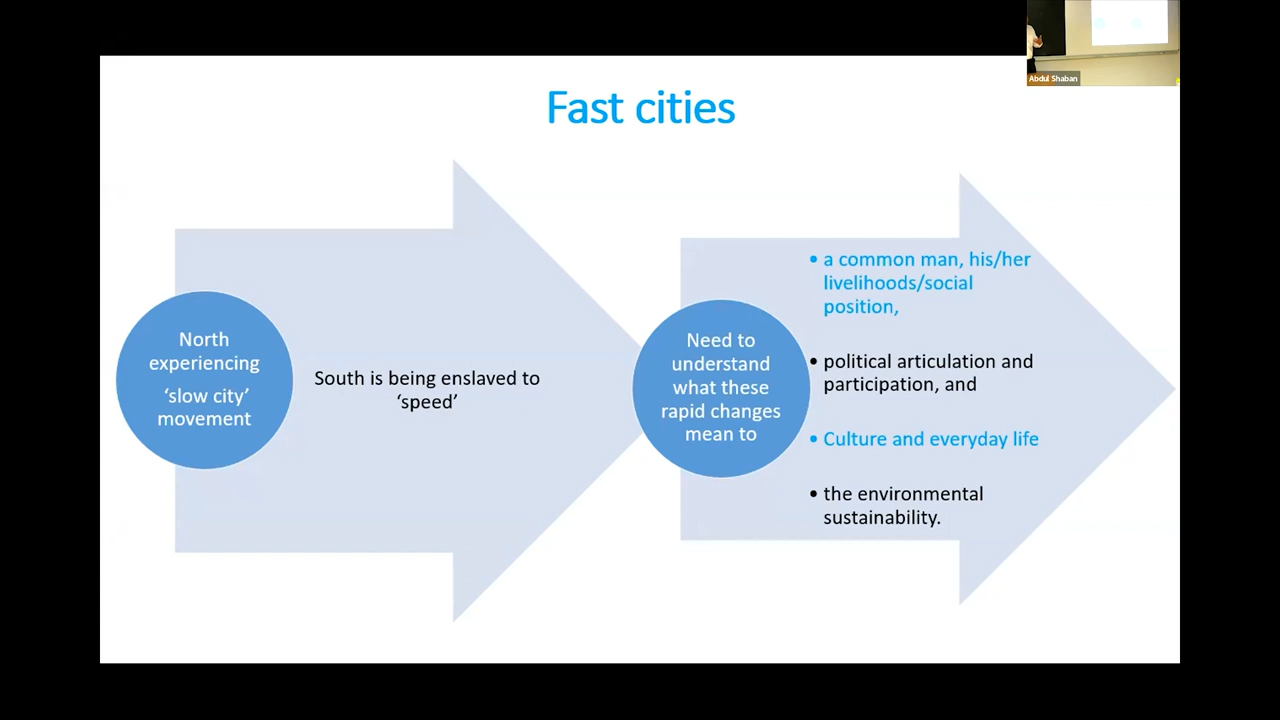 Abdul Shaban
Fast cities
North
experiencing
‘slow city’
movement
South is being enslaved to
‘speed’
Need to
understand
what these
rapid changes
mean to
• a common man, his/her
livelihoods/social
position,
• political articulation and
participation, and
• Culture and everyday life
• the environmental
sustainability.